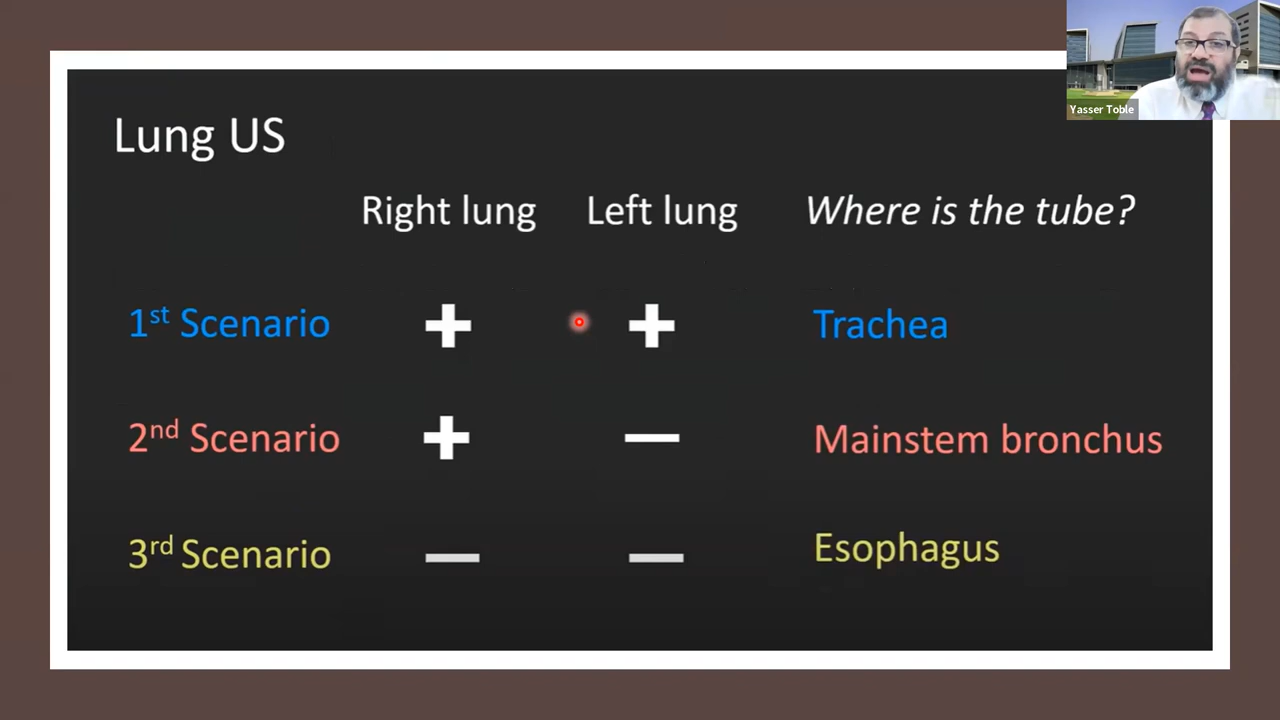 Yasser Toble
Lung US
Right lung Left lung Where is the tube?
1st Scenario + + Trachea
2nd Scenario + — Mainstem bronchus
3rd Scenario — — Esophagus